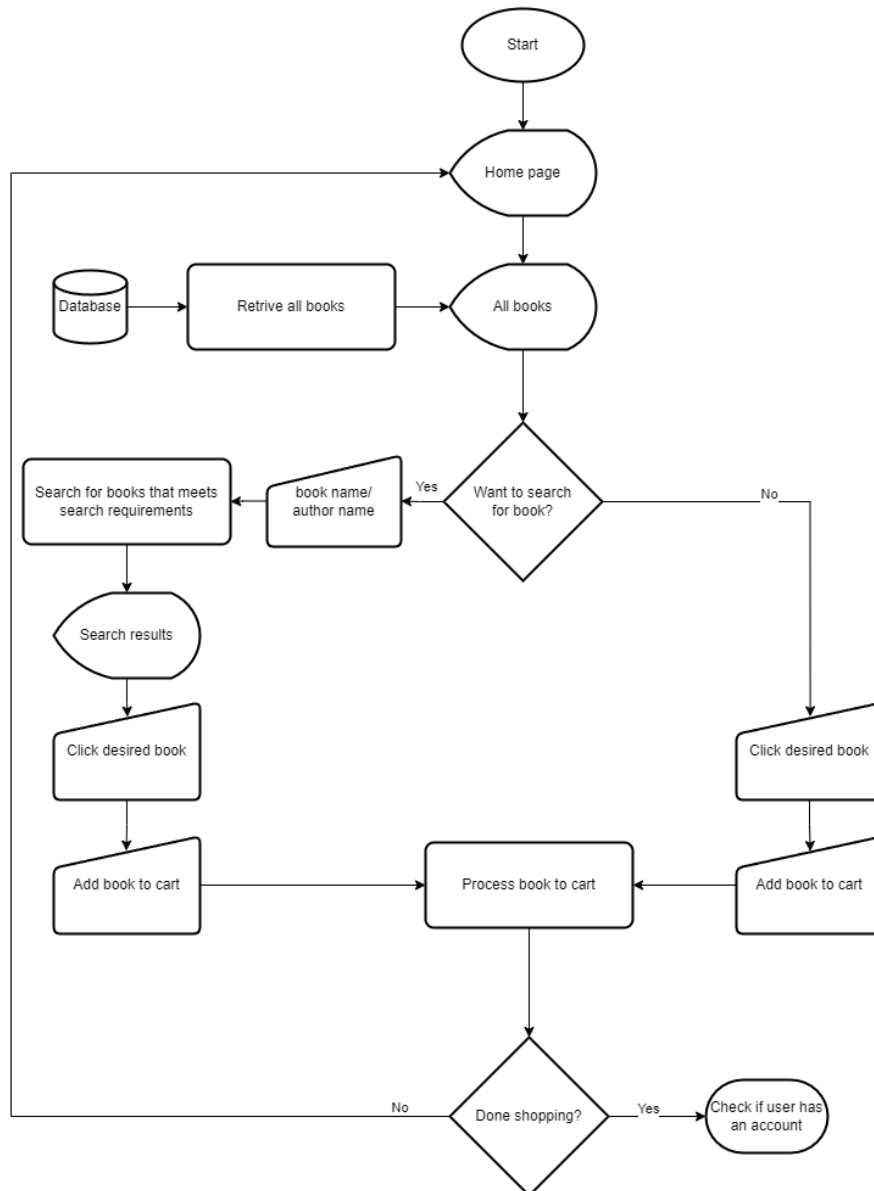 Start
Home page
Database
Retrive all books
All books
Want to search
for book?
Yes
No
book name/
author name
Search for books that meets
search requirements
Search results
Click desired book
Click desired book
Add book to cart
Process book to cart
Add book to cart
Done shopping?
No
Yes
Check if user has
an account